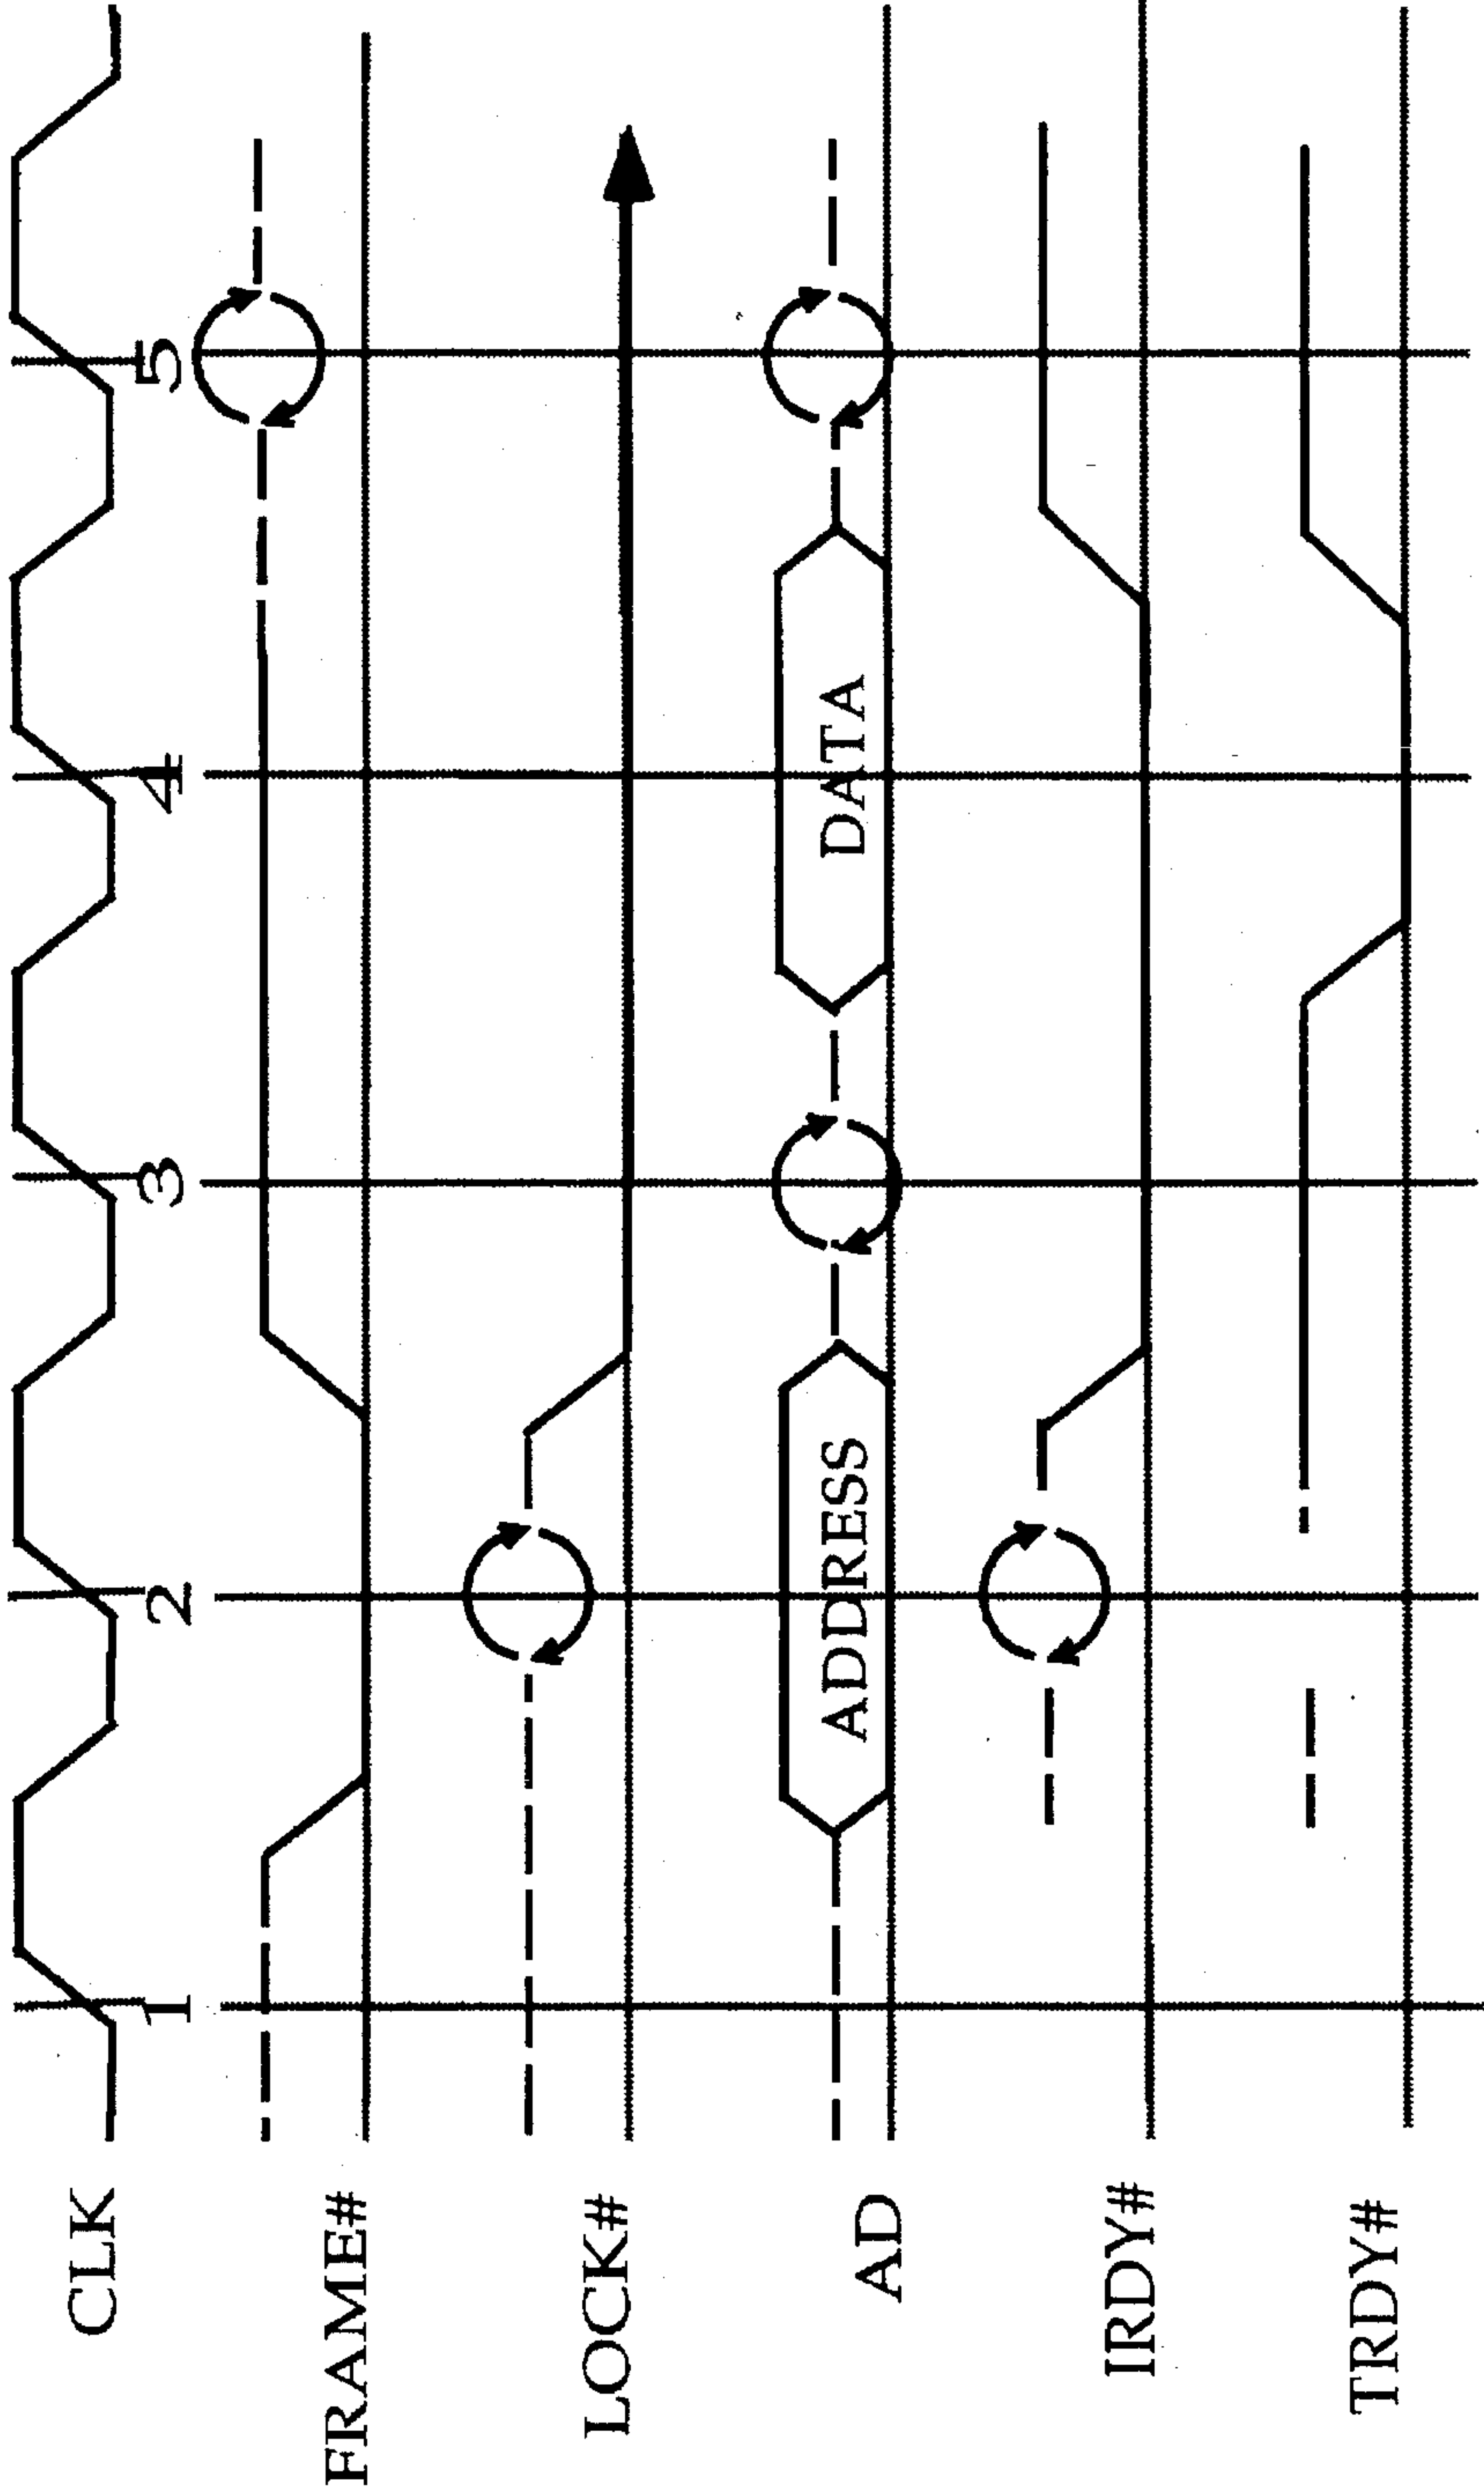 CLK
1
2
3
4
5
FRAME#
LOCK#
AD
ADDRESS
DATA
IRDY#
TRDY#